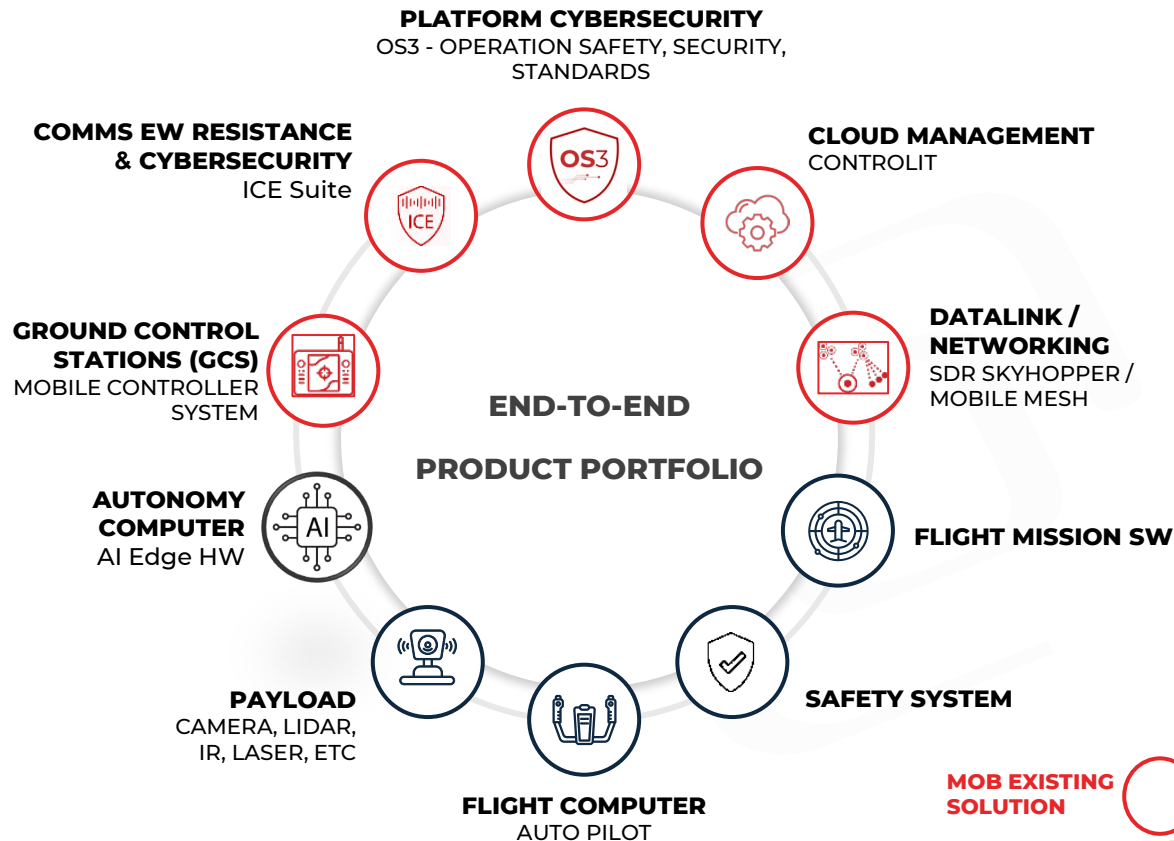 PLATFORM CYBERSECURITY
OS3 - OPERATION SAFETY, SECURITY,
STANDARDS
OS3
COMMS EW RESISTANCE
& CYBERSECURITY
ICE Suite
ICE
CLOUD MANAGEMENT
CONTROLIT
GROUND CONTROL
STATIONS (GCS)
MOBILE CONTROLLER
SYSTEM
DATALINK /
NETWORKING
SDR SKYHOPPER /
MOBILE MESH
END-TO-END
PRODUCT PORTFOLIO
AUTONOMY
COMPUTER
AI Edge HW
AI
FLIGHT MISSION SW
PAYLOAD
CAMERA, LIDAR,
IR, LASER, ETC
SAFETY SYSTEM
FLIGHT COMPUTER
AUTO PILOT
MOB EXISTING
SOLUTION